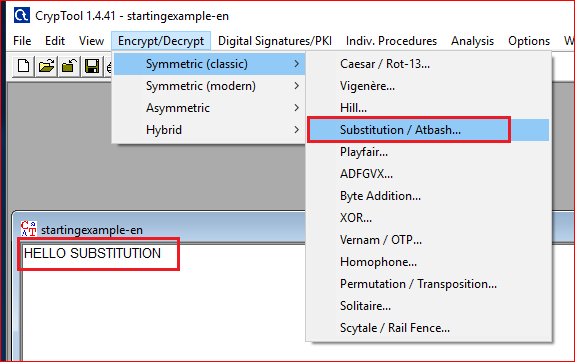 CrypTool 1.4.41 - startingexample-en
File Edit View Encrypt/Decrypt Digital Signatures/PKI Indiv. Procedures Analysis Options
Symmetric (classic)
Symmetric (modern)
Asymmetric
Hybrid
Caesar / Rot-13...
Vigenère...
Hill...
Substitution / Atbash...
Playfair...
ADFGVX...
Byte Addition...
XOR...
Vernam / OTP...
Homophone...
Permutation / Transposition...
Solitaire...
Scytale / Rail Fence...
startingexample-en
HELLO SUBSTITUTION